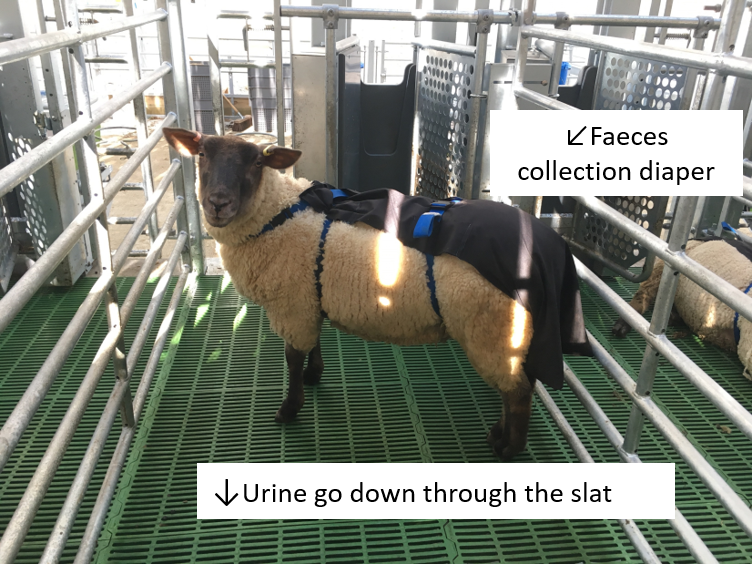 ↙Faeces
collection diaper
↓Urine go down through the slat